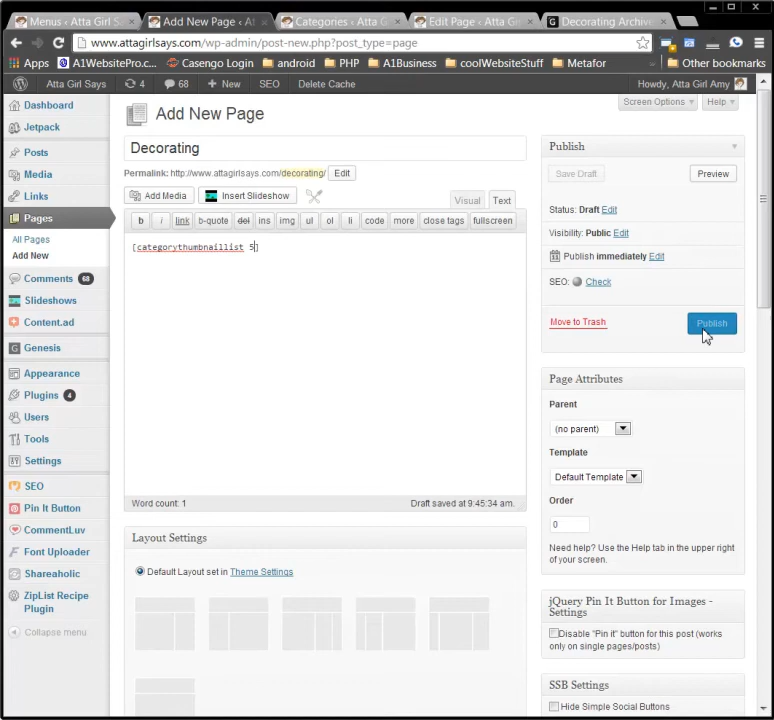 Menus ‹ Atta Girl S
Add New Page ‹ At
Categories ‹ Atta G
Edit Page ‹ Atta G
Decorating Archive
www.attagirlsays.com/wp-admin/post-new.php?post_type=page
Apps
A1WebsitePro.c...
Casengo Login
android
PHP
A1Business
coolWebsiteStuff
Metafor
»
Other bookmarks
Atta Girl Says
4
68
+ New
SEO
Delete Cache
Howdy, Atta Girl Amy
Dashboard
Jetpack
Posts
Media
Links
Pages
All Pages
Add New
Comments 68
Slideshows
Content.ad
Genesis
Appearance
Plugins 4
Users
Tools
Settings
SEO
Pin It Button
CommentLuv
Font Uploader
Shareaholic
ZipList Recipe
Plugin
Collapse menu
Screen Options
Help
Add New Page
Decorating
Permalink: http://www.attagirlsays.com/decorating/ Edit
Add Media
Insert Slideshow
Visual
Text
b
i
link
b-quote
del
ins
img
ul
ol
li
code
more
close tags
fullscreen
[categorythumbnaillist 5]
Word count: 1
Draft saved at 9:45:34 am.
Layout Settings
Default Layout set in Theme Settings
Publish
Save Draft
Preview
Status: Draft Edit
Visibility: Public Edit
Publish immediately Edit
SEO: Check
Move to Trash
Publish
Page Attributes
Parent
(no parent)
Template
Default Template
Order
0
Need help? Use the Help tab in the upper right
of your screen.
jQuery Pin It Button for Images -
Settings
Disable "Pin it" button for this post (works
only on single pages/posts)
SSB Settings
Hide Simple Social Buttons